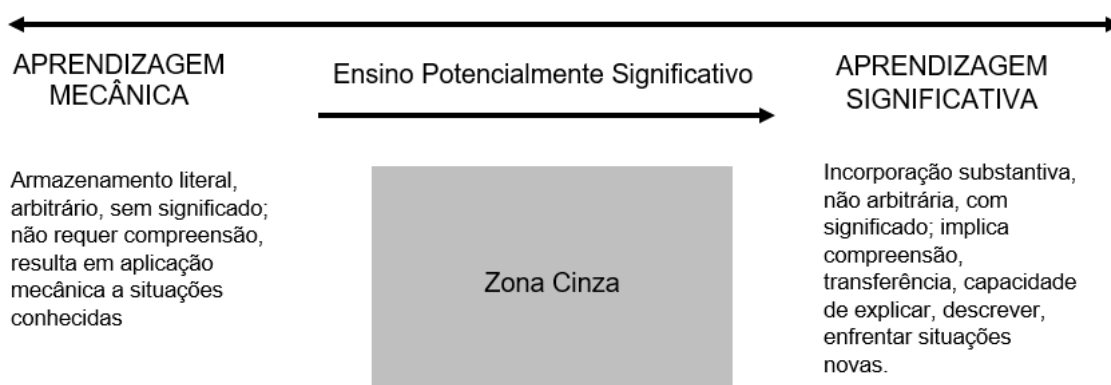 APRENDIZAGEM
MECÂNICA
Ensino Potencialmente Significativo
APRENDIZAGEM
SIGNIFICATIVA
Armazenamento literal,
arbitrário, sem significado;
não requer compreensão,
resulta em aplicação
mecânica a situações
conhecidas
Zona Cinza
Incorporação substantiva,
não arbitrária, com
significado; implica
compreensão,
transferência, capacidade
de explicar, descrever,
enfrentar situações
novas.